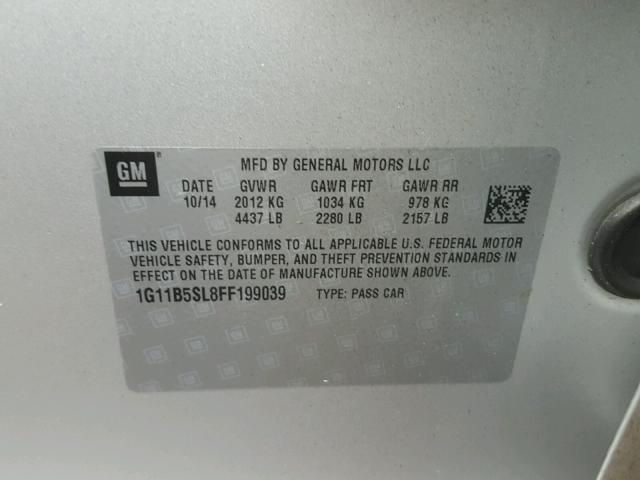 GM ® MFD BY GENERAL MOTORS LLC
DATE GVWR GAWR FRT GAWR RR
10/14 2012 KG 1034 KG 978 KG
4437 LB 2280 LB 2157 LB
THIS VEHICLE CONFORMS TO ALL APPLICABLE U.S. FEDERAL MOTOR
VEHICLE SAFETY, BUMPER, AND THEFT PREVENTION STANDARDS
IN EFFECT ON THE DATE OF MANUFACTURE SHOWN ABOVE.
1G11B5SL8FF199039 TYPE: PASS CAR